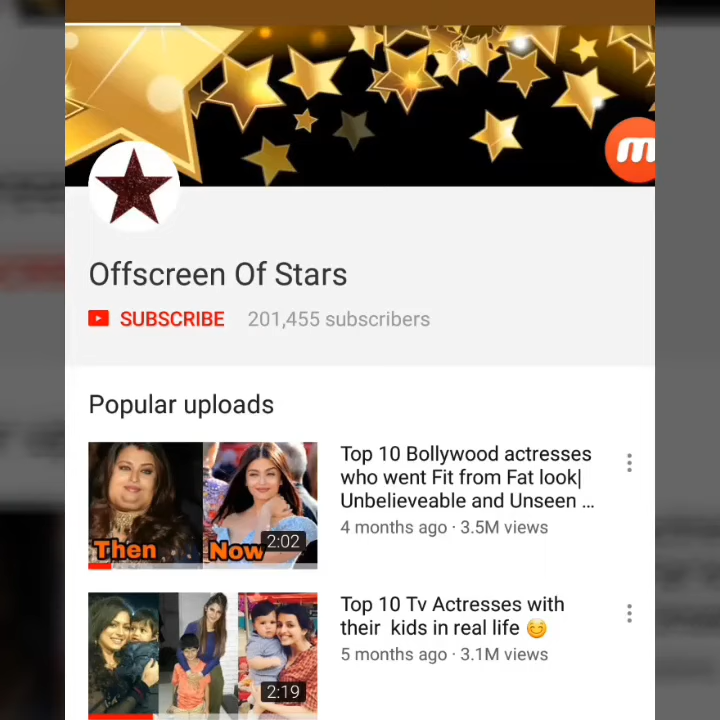 m
Offscreen Of Stars
SUBSCRIBE 201,455 subscribers
Popular uploads
Top 10 Bollywood actresses
who went Fit from Fat look|
Unbelieveable and Unseen ...
4 months ago · 3.5M views
Then
Now
2:02
Top 10 Tv Actresses with
their kids in real life 😊
5 months ago · 3.1M views
2:19